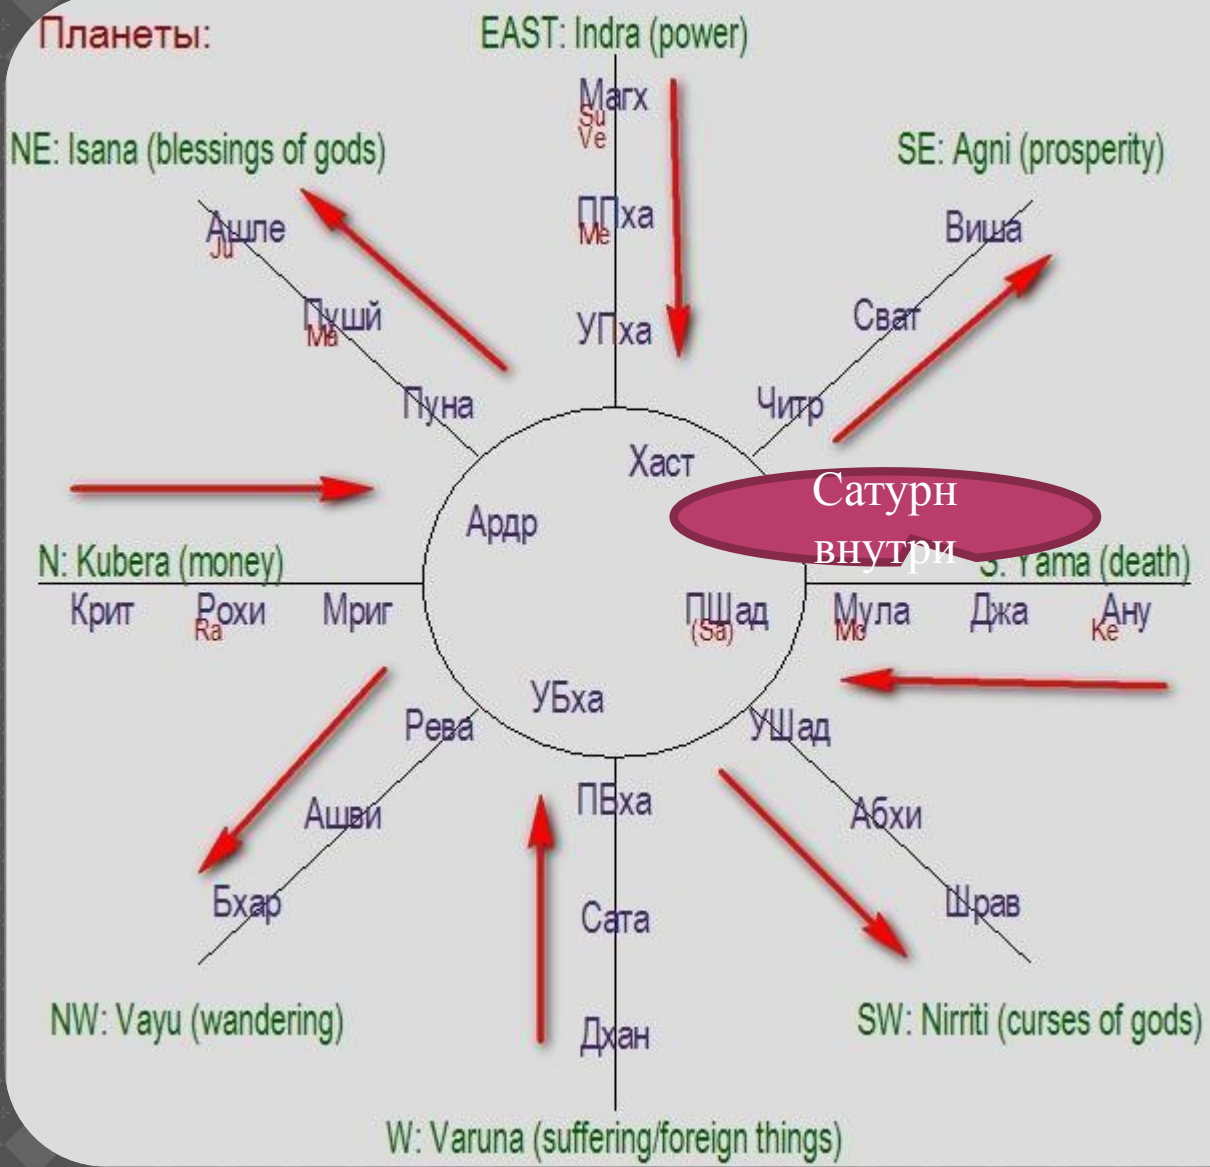 Планеты:
EAST: Indra (power)
Магх
Su
Ve
NE: Isana (blessings of gods)
SE: Agni (prosperity)
Ашле
Ju
ППха
Me
Виша
Пушй
Ma
УПха
Сват
Пуна
Читр
Хаст
Ардр
Сатурн
внутри
N: Kubera (money)
S: Yama (death)
Крит
Рохи
Ra
Мриг
ПШад
(Sa)
Мула
Mo
Джа
Ану
Ke
УБха
Рева
УШад
ПБха
Ашви
Абхи
Бхар
Сата
Шрав
Дхан
NW: Vayu (wandering)
SW: Nirriti (curses of gods)
W: Varuna (suffering/foreign things)